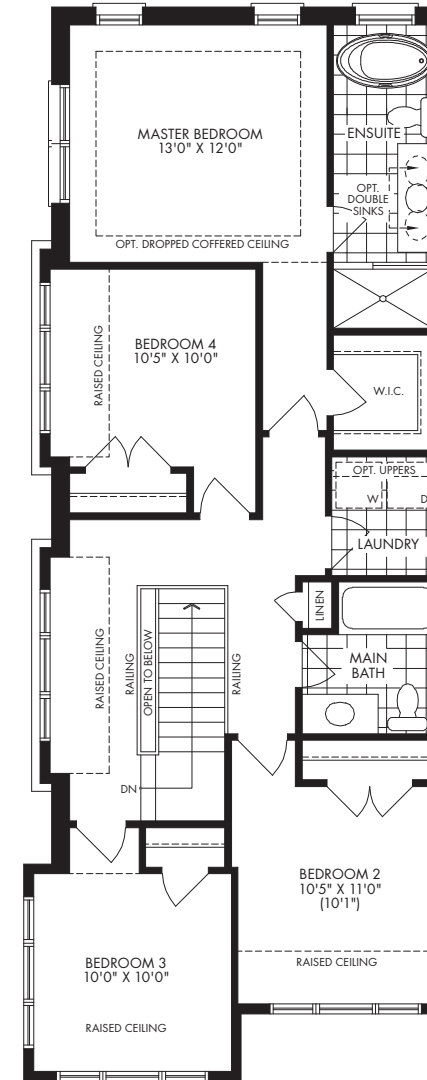 MASTER BEDROOM
13'0" X 12'0"
OPT. DROPPED COFFERED CEILING
ENSUITE
OPT.
DOUBLE
SINKS
BEDROOM 4
10'5" X 10'0"
RAISED CEILING
W.I.C.
OPT. UPPERS
W
D
LAUNDRY
LINEN
RAISED CEILING
RAILING
OPEN TO BELOW
RAILING
MAIN
BATH
DN
BEDROOM 2
10'5" X 11'0"
(10'1")
RAISED CEILING
BEDROOM 3
10'0" X 10'0"
RAISED CEILING